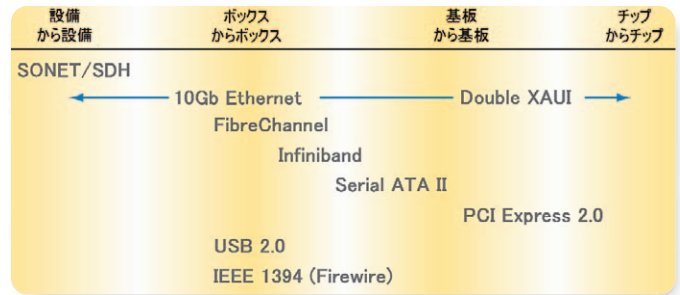 設備 ボックス 基板 チップ
から設備 からボックス から基板 からチップ
SONET/SDH
10Gb Ethernet Double XAUI
FibreChannel
Infiniband
Serial ATA II
PCI Express 2.0
USB 2.0
IEEE 1394 (Firewire)